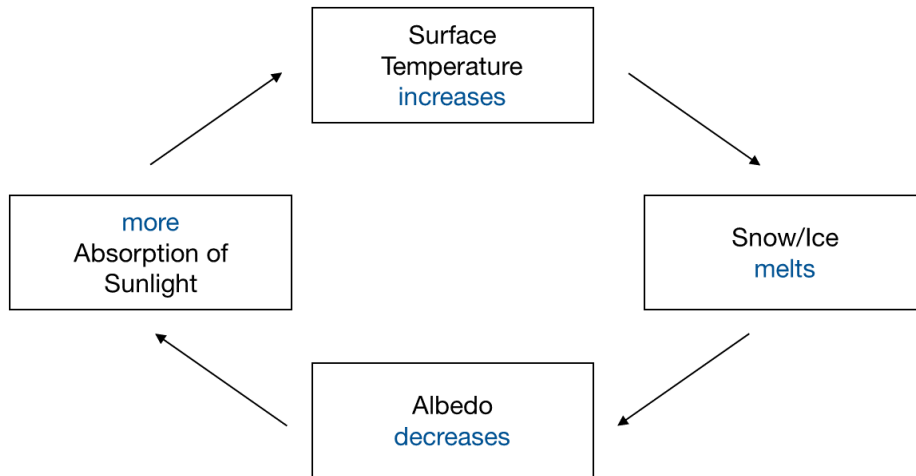 Surface
Temperature
increases
more
Absorption of
Sunlight
Snow/Ice
melts
Albedo
decreases